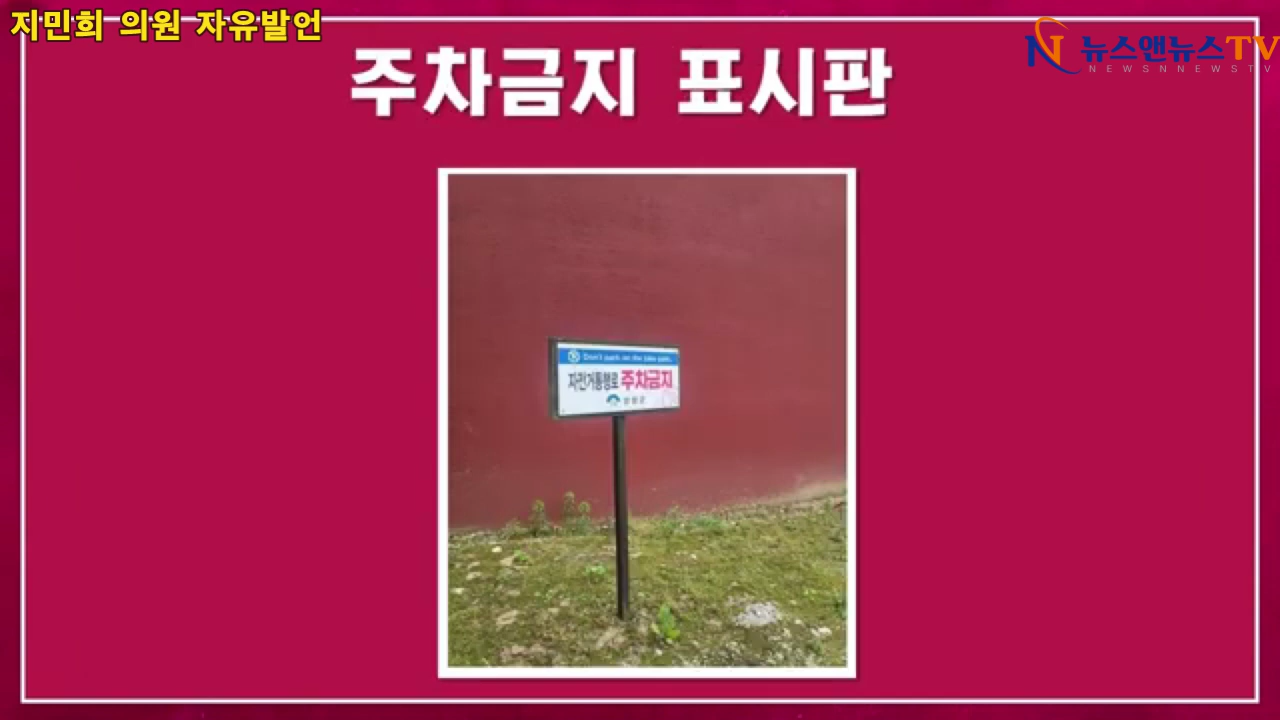 지민희 의원 자유발언
뉴스앤뉴스TV
NEWSNNEWSTV
주차금지 표시판
Don't park on the bike path.
자전거통행로 주차금지